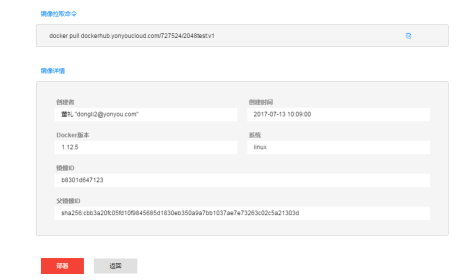 镜像拉取命令
docker pull dockerhub.yonyoucloud.com/727524/2048test:v1
镜像详情
创建者
创建时间
董礼 "dongli2@yonyou.com"
2017-07-13 10:09:00
Docker版本
系统
1.12.5
linux
镜像ID
b8301d647123
父镜像ID
sha256:cbb3a20fc05fd10f9845685d1830eb350a9a7bb1037ae7e73263c02c5a21303d
部署
返回